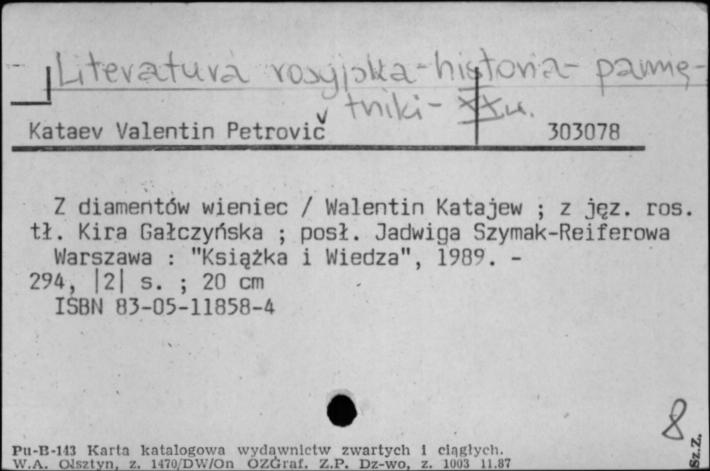 Literatura rosyjska-historia-pamię-
tniki-XXw.
Kataev Valentin Petrovič 303078
Z diamentów wieniec / Walentin Katajew ; z jęz. ros.
tł. Kira Gałczyńska ; posł. Jadwiga Szymak-Reiferowa
Warszawa : "Książka i Wiedza", 1989. -
294, |2| s. ; 20 cm
ISBN 83-05-11858-4
8
Pu-B-143 Karta katalogowa wydawnictw zwartych i ciągłych.
W.A. Olsztyn, z. 1470/DW/On OZGraf. Z.P. Dz-wo, z. 1003 11.87
Sz.Z.